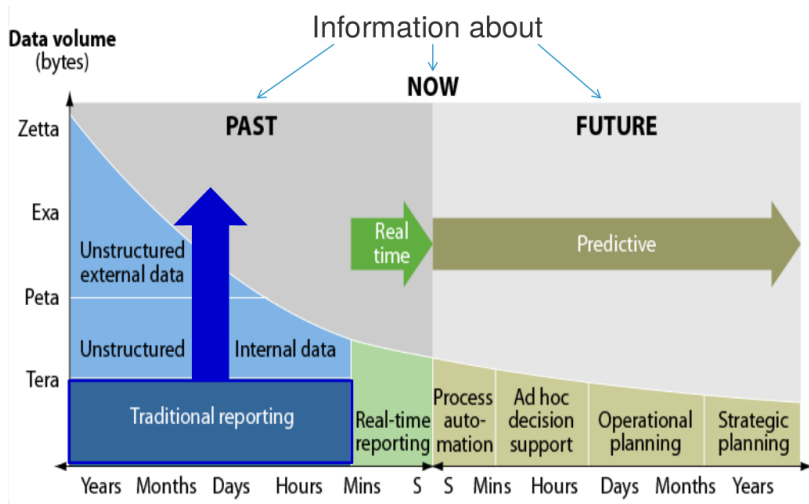 Information about
Data volume
(bytes)
NOW
PAST
FUTURE
Zetta
Exa
Peta
Tera
Real
time
Predictive
Unstructured
external data
Unstructured
Internal data
Traditional reporting
Real-time
reporting
Process
auto-
mation
Ad hoc
decision
support
Operational
planning
Strategic
planning
Years Months Days Hours Mins S S Mins Hours Days Months Years